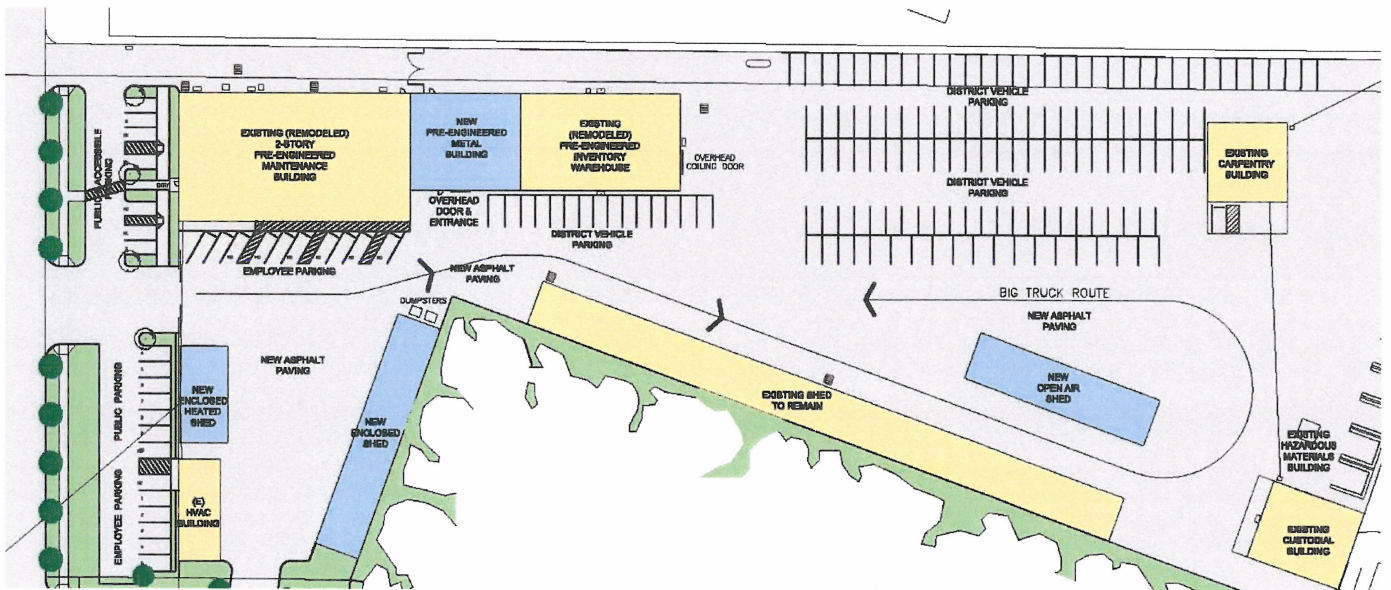 DISTRICT VEHICLE
PARKING
EXISTING (REMODELED)
2-STORY
PRE-ENGINEERED
MAINTENANCE
BUILDING
NEW
PRE-ENGINEERED
METAL
BUILDING
EXISTING
(REMODELED)
PRE-ENGINEERED
INVENTORY
WAREHOUSE
OVERHEAD
COILING DOOR
EXISTING
CARPENTRY
BUILDING
PUBLIC ACCESSIBLE
PARKING
ENTRY
OVERHEAD
DOOR &
ENTRANCE
DISTRICT VEHICLE
PARKING
DISTRICT VEHICLE
PARKING
EMPLOYEE PARKING
NEW ASPHALT
PAVING
DUMPSTERS
BIG TRUCK ROUTE
NEW ASPHALT
PAVING
NEW ASPHALT
PAVING
PUBLIC PARKING
NEW
ENCLOSED
HEATED
SHED
NEW
ENCLOSED
SHED
EXISTING SHED
TO REMAIN
NEW
OPEN AIR
SHED
EXISTING
HAZARDOUS
MATERIALS
BUILDING
EMPLOYEE PARKING
(E)
HVAC
BUILDING
EXISTING
CUSTODIAL
BUILDING